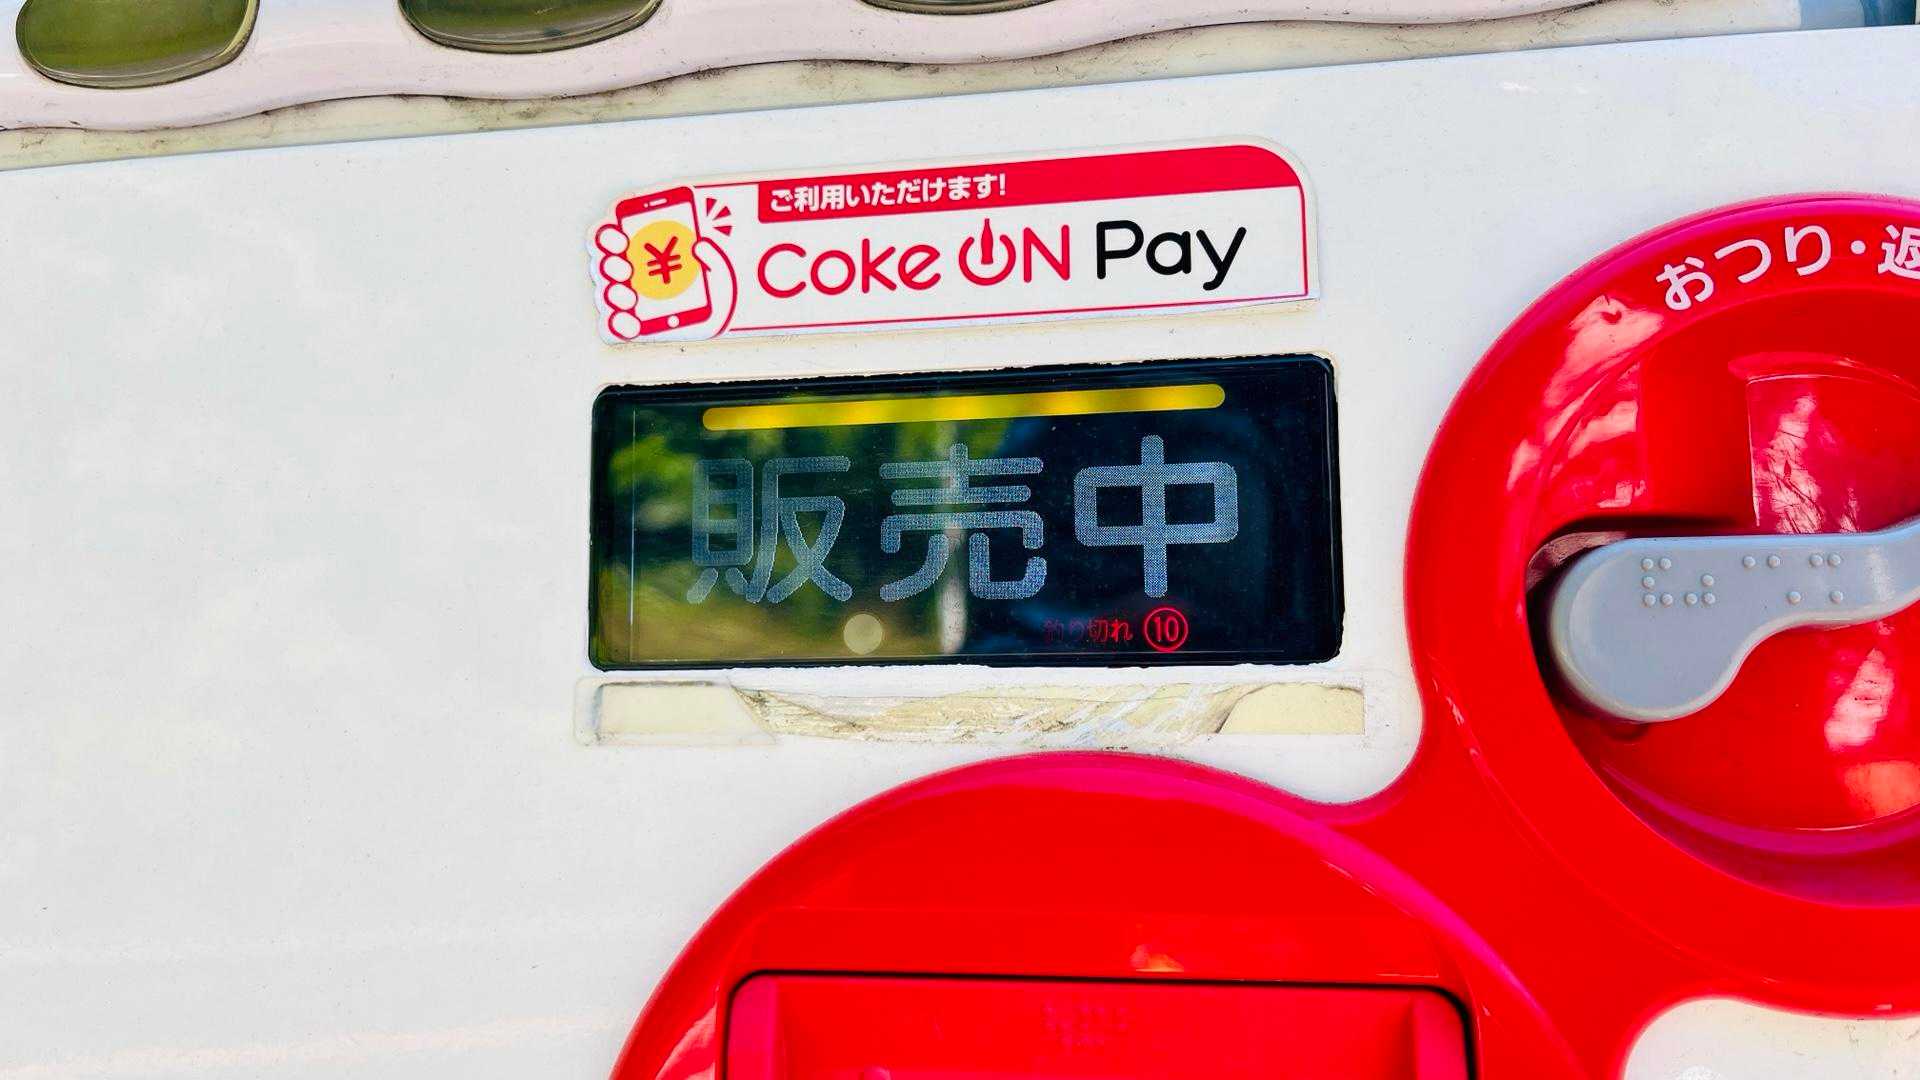 ご利用いただけます!
Coke ON Pay
¥
販売中
釣り切れ ⑩
おつり・返